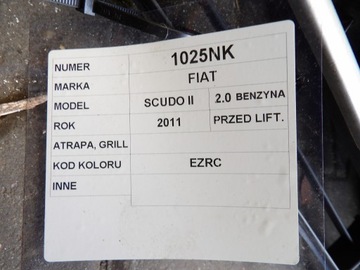 NUMER 1025NK
MARKA FIAT
MODEL SCUDO II 2.0 BENZYNA
ROK 2011 PRZED LIFT.
ATRAPA, GRILL
KOD KOLORU EZRC
INNE